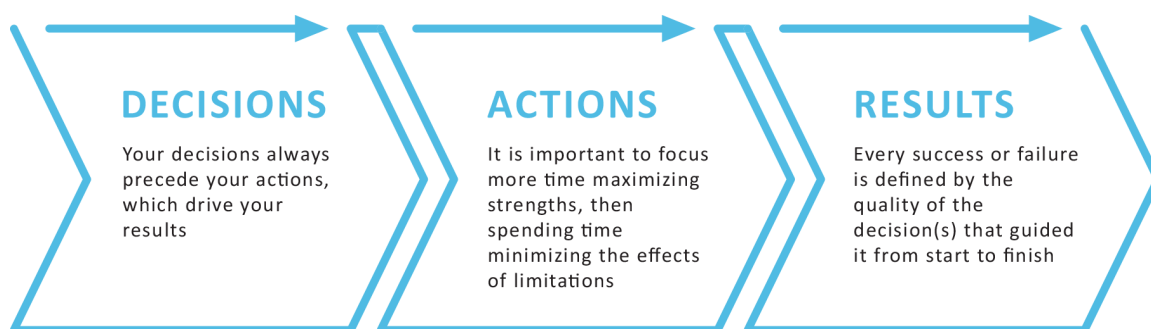 DECISIONS
Your decisions always
precede your actions,
which drive your
results
ACTIONS
It is important to focus
more time maximizing
strengths, then
spending time
minimizing the effects
of limitations
RESULTS
Every success or failure
is defined by the
quality of the
decision(s) that guided
it from start to finish